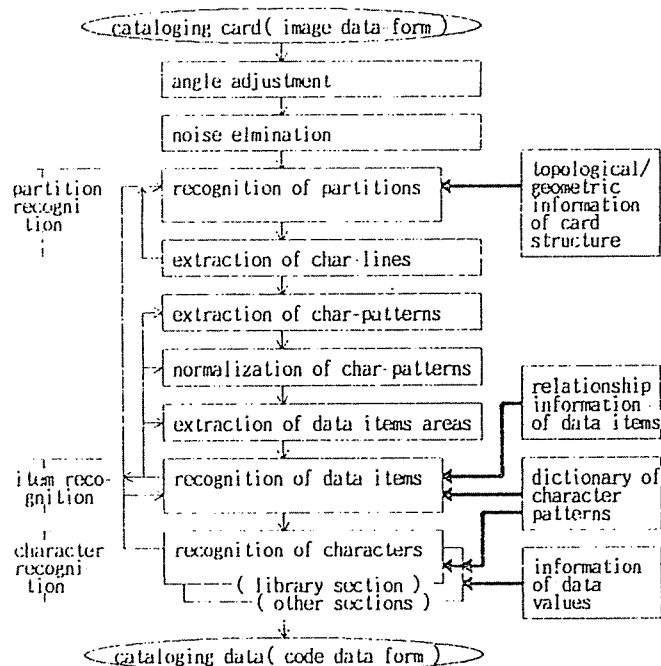 cataloging card( image data form )
angle adjustment
noise elmination
partition
recogni
tion
recognition of partitions
topological/
geometric
information
of card
structure
extraction of char-lines
extraction of char-patterns
normalization of char-patterns
extraction of data items areas
relationship
information
of data items
item reco-
gnition
recognition of data items
dictionary of
character
patterns
character
recogni
tion
recognition of characters
( library section )
( other sections )
information
of data
values
cataloging data( code data form )